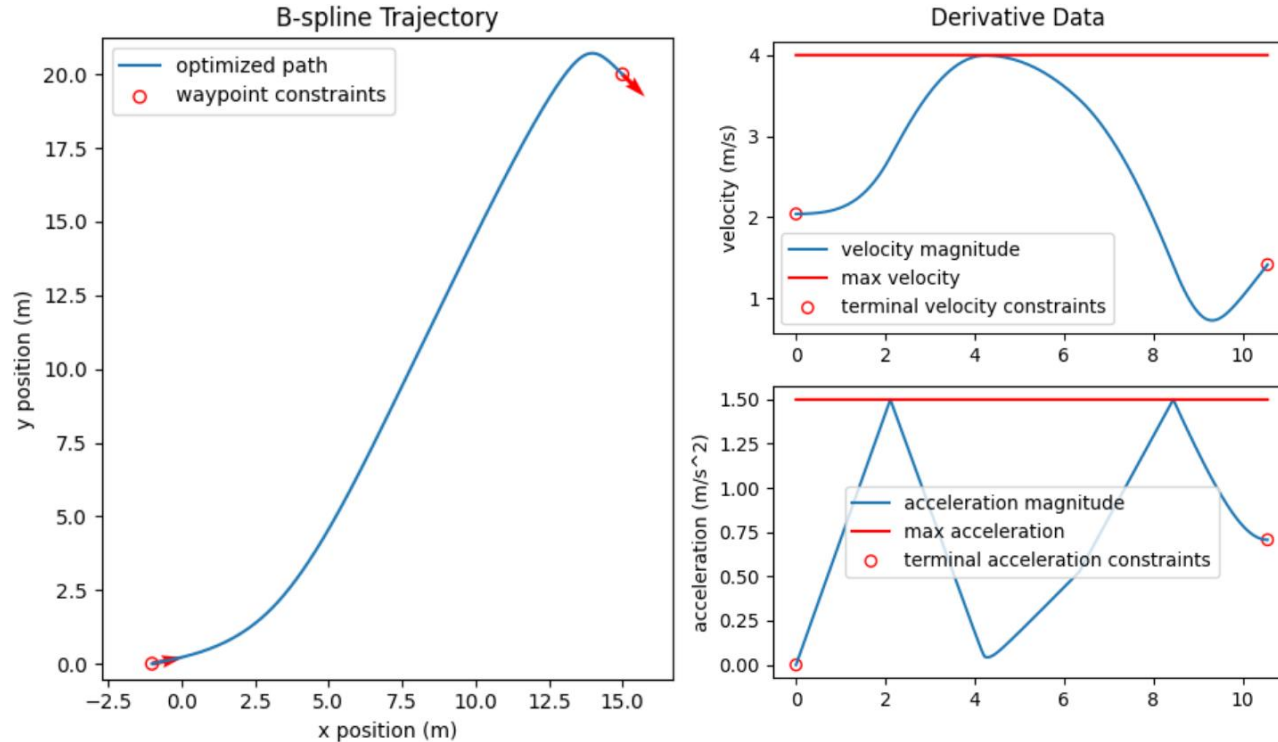 B-spline Trajectory
optimized path
waypoint constraints
20.0
17.5
15.0
12.5
10.0
7.5
5.0
2.5
0.0
y position (m)
−2.5 0.0 2.5 5.0 7.5 10.0 12.5 15.0
x position (m)
Derivative Data
4
3
2
1
velocity (m/s)
velocity magnitude
max velocity
terminal velocity constraints
0 2 4 6 8 10
1.50
1.25
1.00
0.75
0.50
0.25
0.00
acceleration (m/s^2)
acceleration magnitude
max acceleration
terminal acceleration constraints
0 2 4 6 8 10